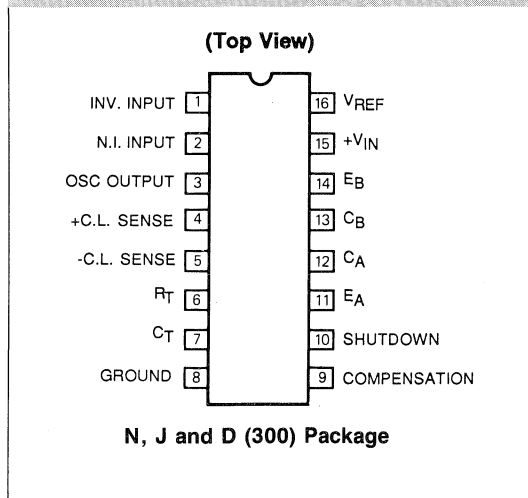 (Top View)
INV. INPUT 1
16 VREF
N.I. INPUT 2
15 +VIN
OSC OUTPUT 3
14 EB
+C.L. SENSE 4
13 CB
-C.L. SENSE 5
12 CA
RT 6
11 EA
CT 7
10 SHUTDOWN
GROUND 8
9 COMPENSATION
N, J and D (300) Package